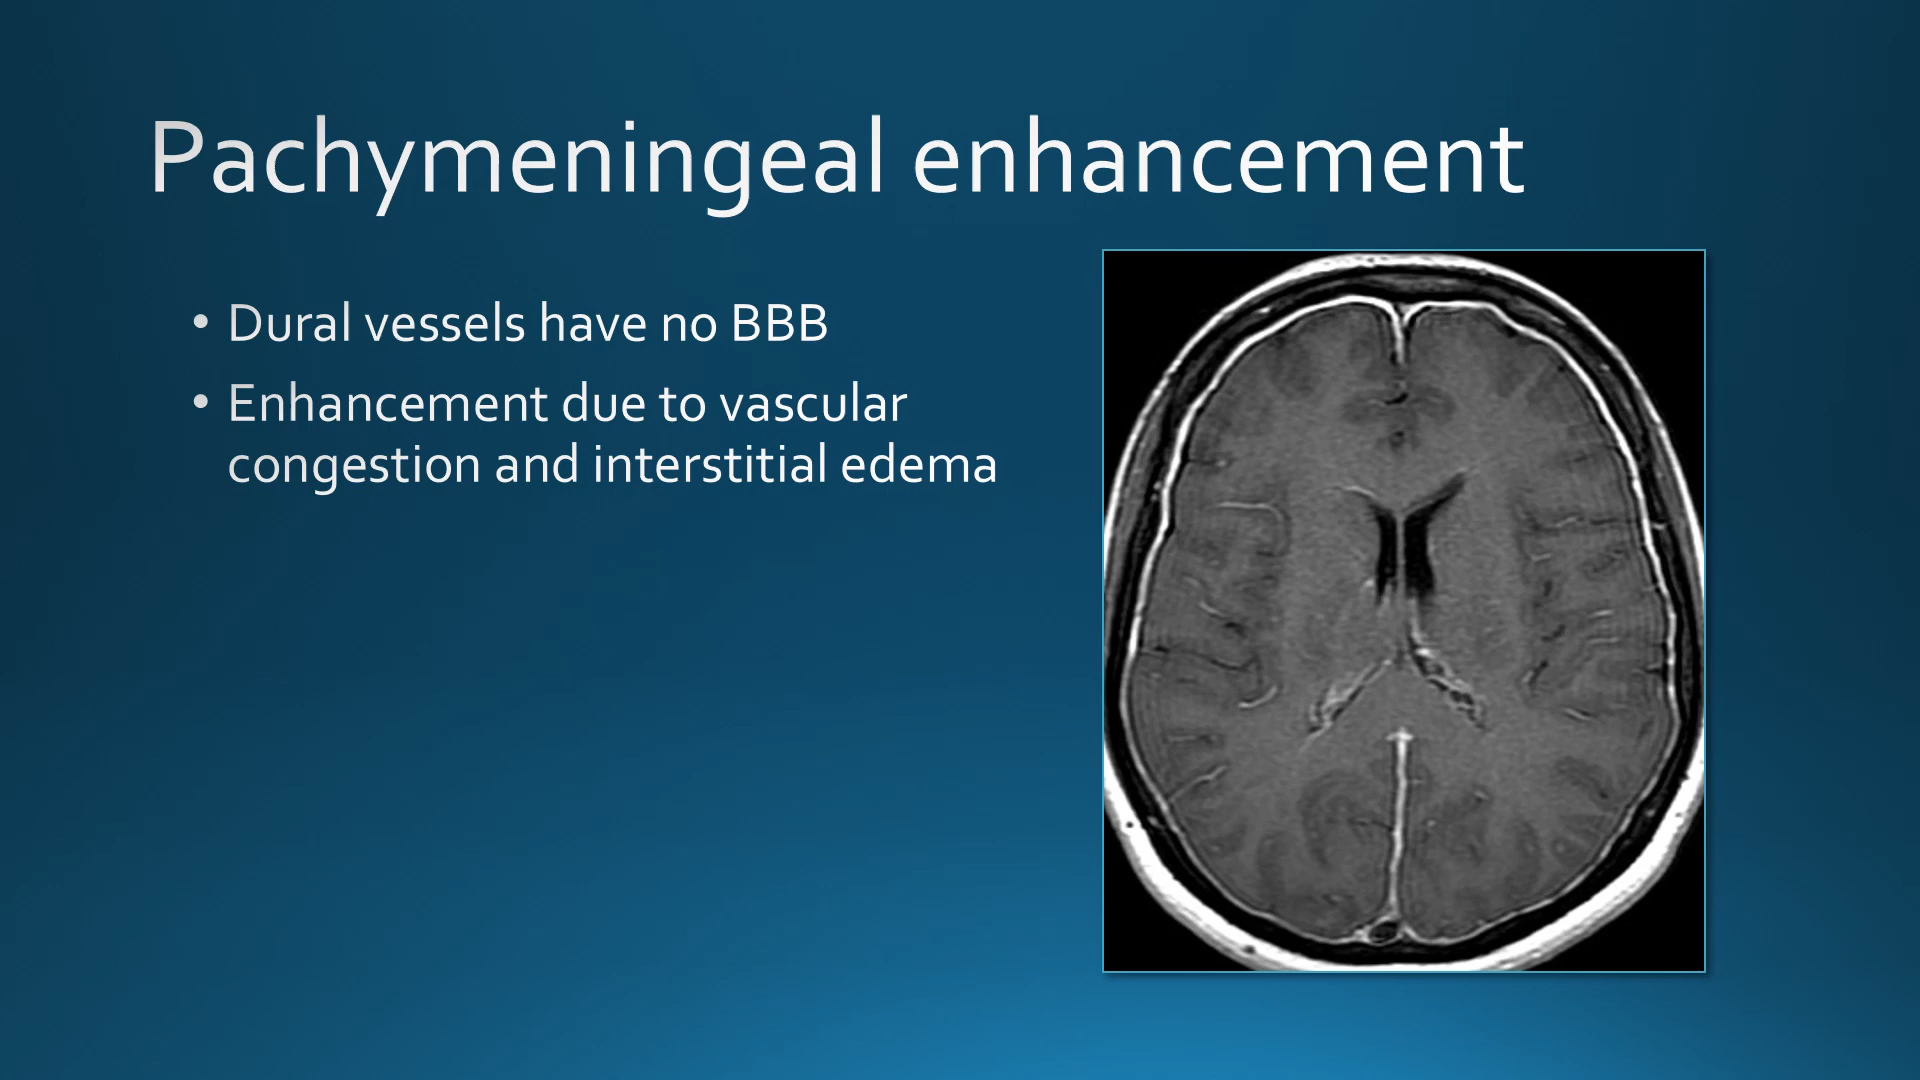 Pachymeningeal enhancement
• Dural vessels have no BBB
• Enhancement due to vascular
congestion and interstitial edema